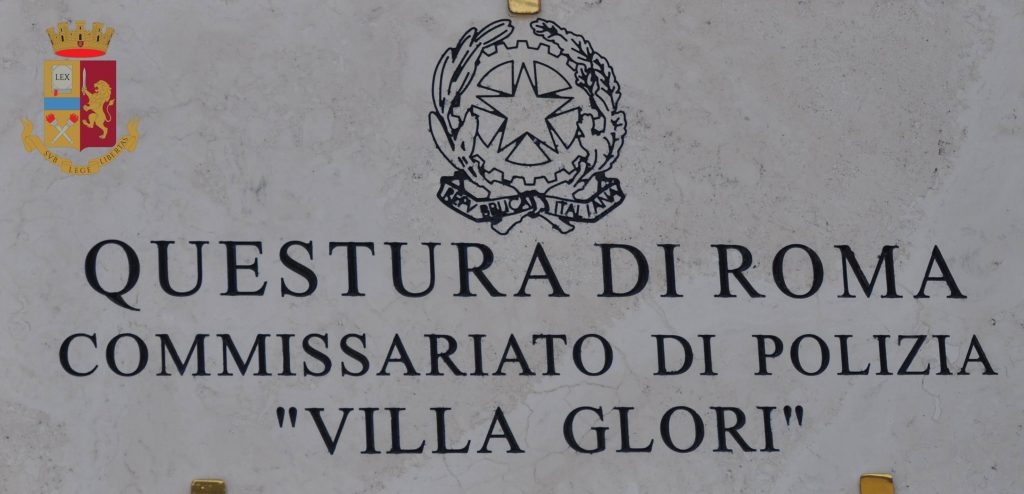 LEX
SVB LEGE LIBERTAS
REPVBBLICA ITALIANA
QUESTURA DI ROMA
COMMISSARIATO DI POLIZIA
"VILLA GLORI"